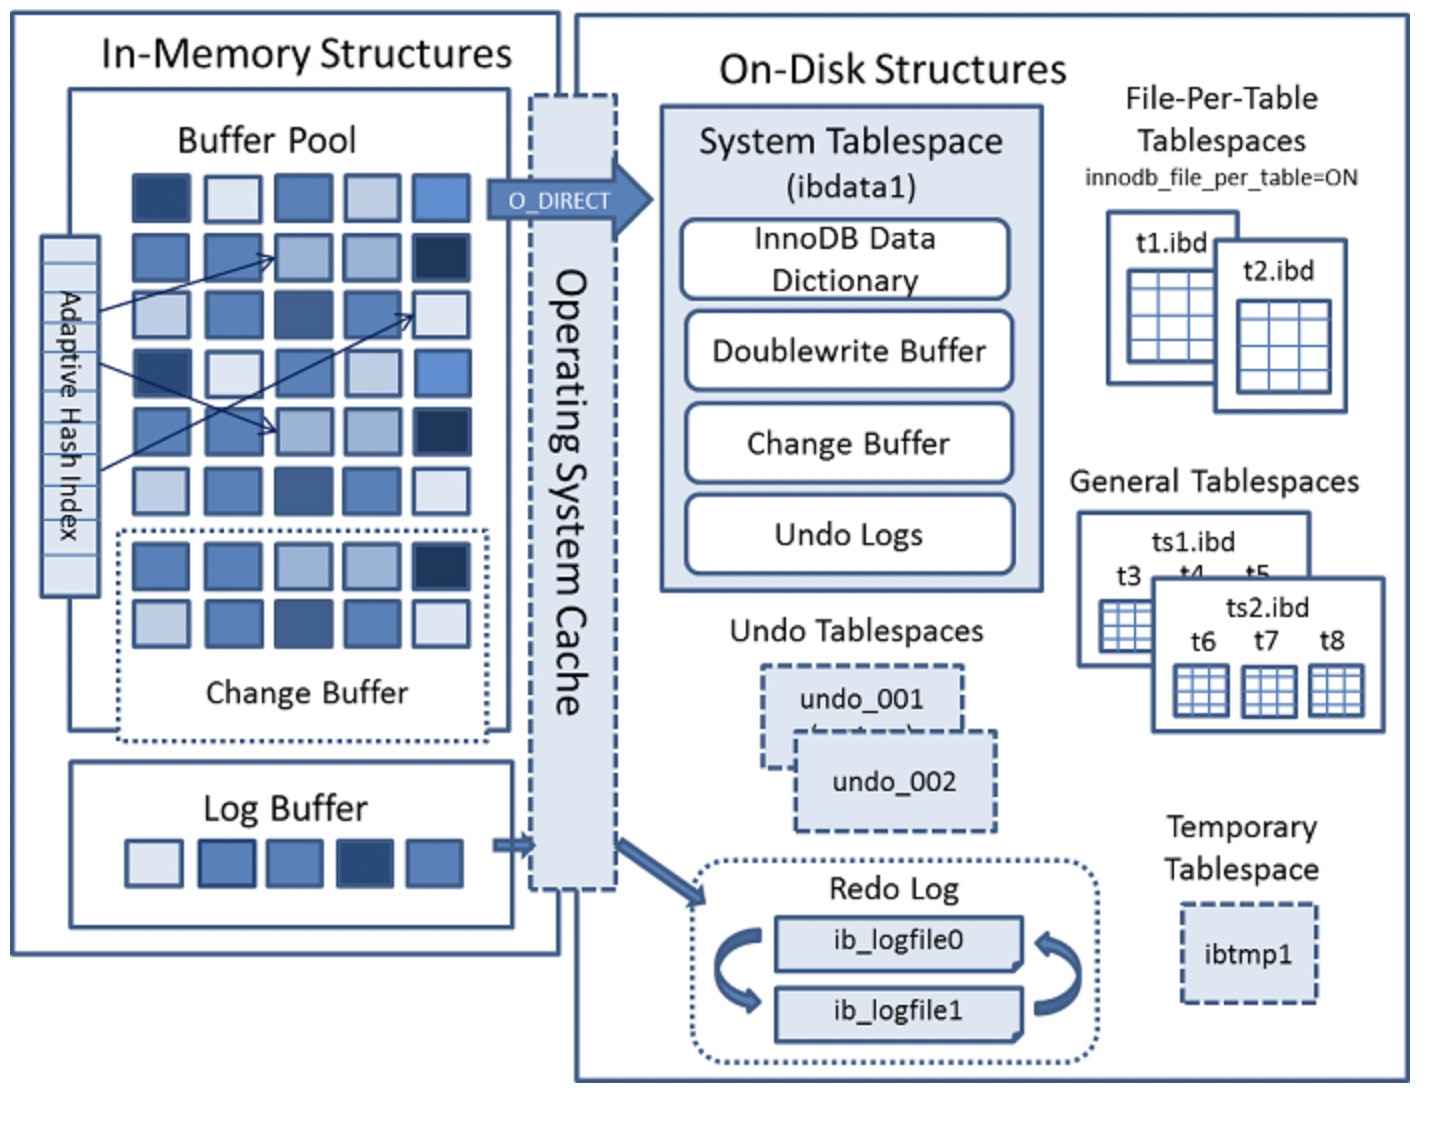 In-Memory Structures
Buffer Pool
Adaptive Hash Index
Change Buffer
Log Buffer
Operating System Cache
O_DIRECT
On-Disk Structures
System Tablespace
(ibdata1)
InnoDB Data
Dictionary
Doublewrite Buffer
Change Buffer
Undo Logs
Undo Tablespaces
undo_001
undo_002
Redo Log
ib_logfile0
ib_logfile1
File-Per-Table
Tablespaces
innodb_file_per_table=ON
t1.ibd
t2.ibd
General Tablespaces
ts1.ibd
t3 t4 t5
ts2.ibd
t6 t7 t8
Temporary
Tablespace
ibtmp1